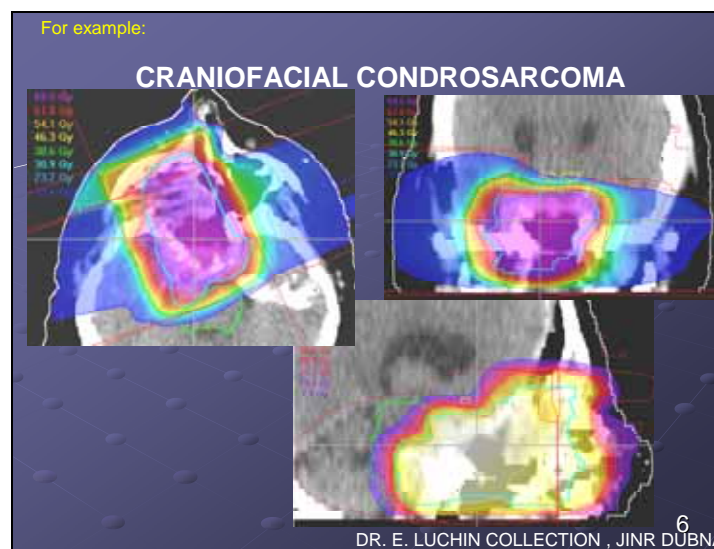 For example:
CRANIOFACIAL CONDROSARCOMA
54.1 Gy
46.3 Gy
38.6 Gy
30.9 Gy
23.2 Gy
6
DR. E. LUCHIN COLLECTION , JINR DUBNA